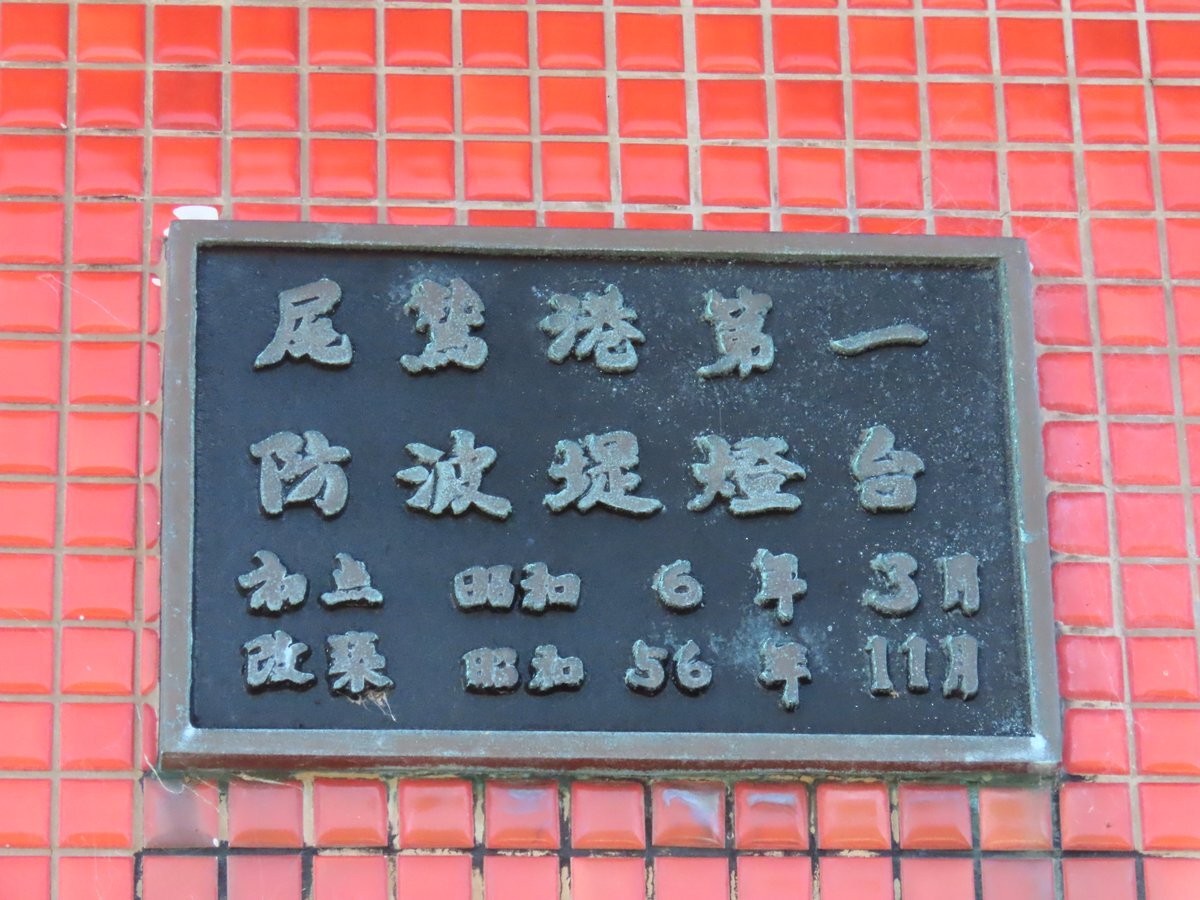 尾鷲港第一
防波堤燈台
初点 昭和 6年 3月
改築 昭和 56年 11月